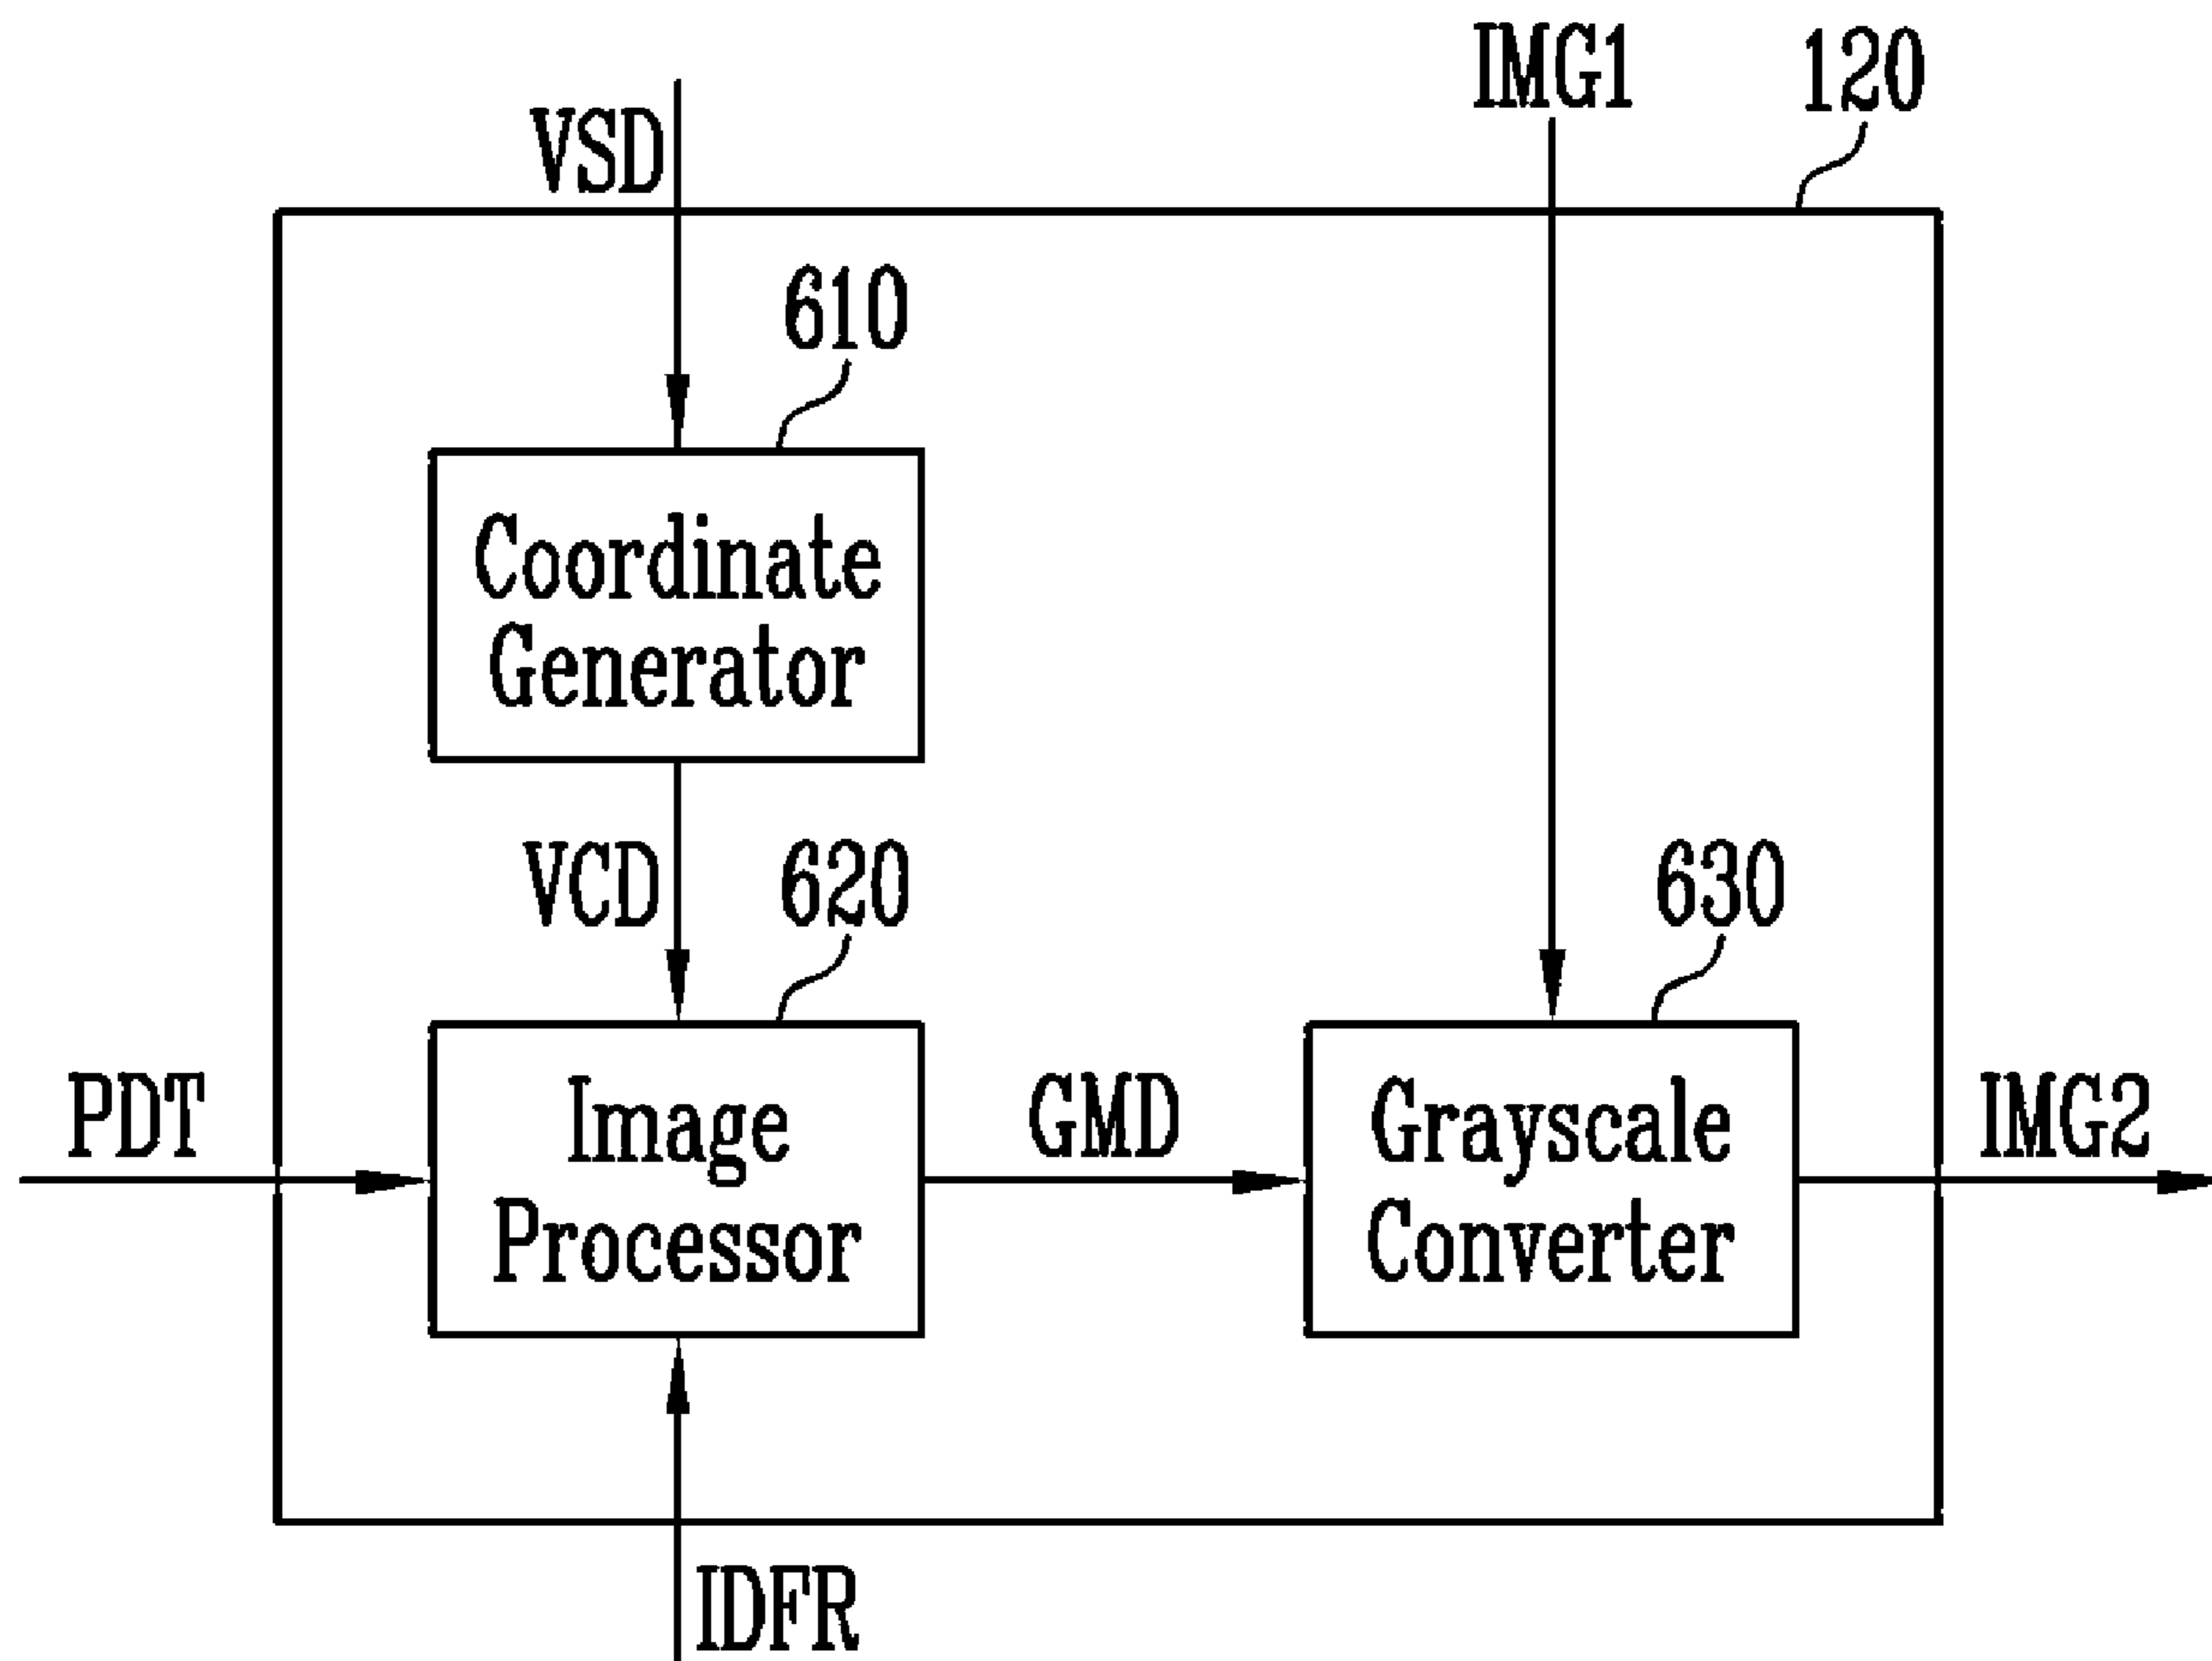 IMG1
120
VSD
610
Coordinate
Generator
VCD
620
630
PDT
Image
Processor
GMD
Grayscale
Converter
IMG2
IDFR